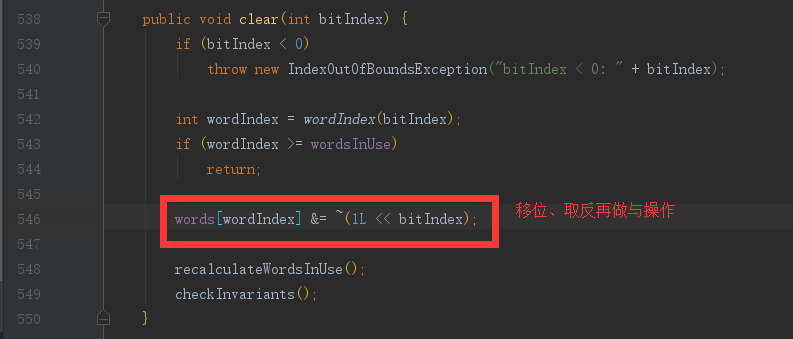 538 public void clear(int bitIndex) {
539 if (bitIndex < 0)
540 throw new IndexOutOfBoundsException("bitIndex < 0: " + bitIndex);
541
542 int wordIndex = wordIndex(bitIndex);
543 if (wordIndex >= wordsInUse)
544 return;
545
546 words[wordIndex] &= ~(1L << bitIndex); 移位、取反再做与操作
547
548 recalculateWordsInUse();
549 checkInvariants();
550 }